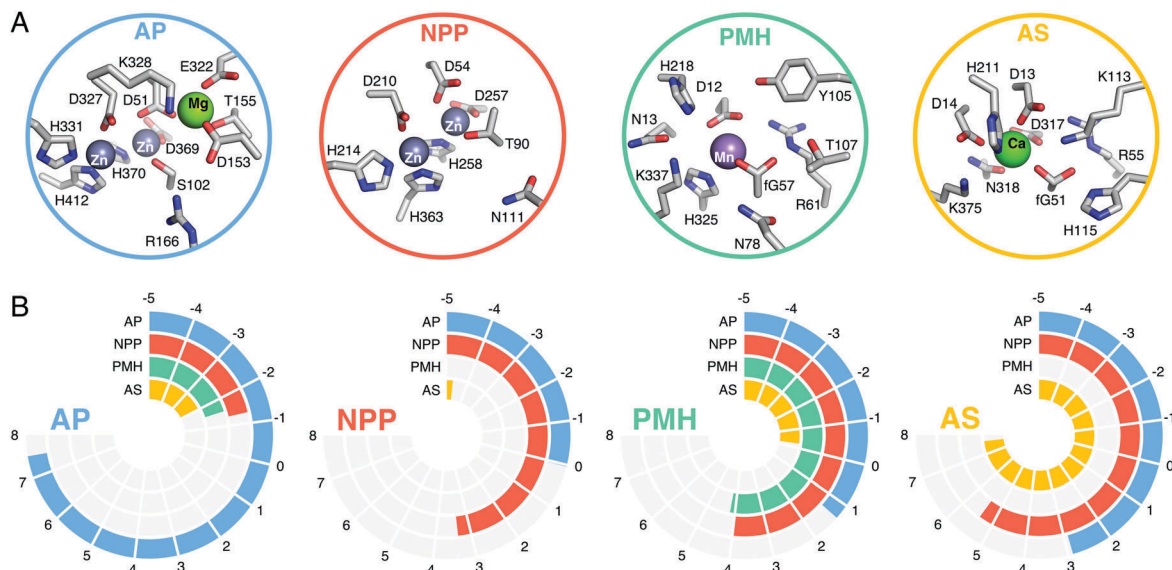 A
AP
K328
E322
D327
D51
Mg
T155
H331
Zn
Zn
D369
D153
H370
S102
H412
R166
NPP
D210
D54
D257
Zn
T90
Zn
H214
H258
H363
N111
PMH
H218
D12
Y105
N13
Mn
T107
K337
fG57
H325
R61
N78
AS
H211
D13
K113
D14
D317
Ca
R55
N318
fG51
K375
H115
B
-5
-4
-3
-2
-1
0
1
2
3
4
5
6
7
8
AP
NPP
PMH
AS
AP
-5
-4
-3
-2
-1
0
1
2
3
4
5
6
7
8
AP
NPP
PMH
AS
NPP
-5
-4
-3
-2
-1
0
1
2
3
4
5
6
7
8
AP
NPP
PMH
AS
PMH
-5
-4
-3
-2
-1
0
1
2
3
4
5
6
7
8
AP
NPP
PMH
AS
AS